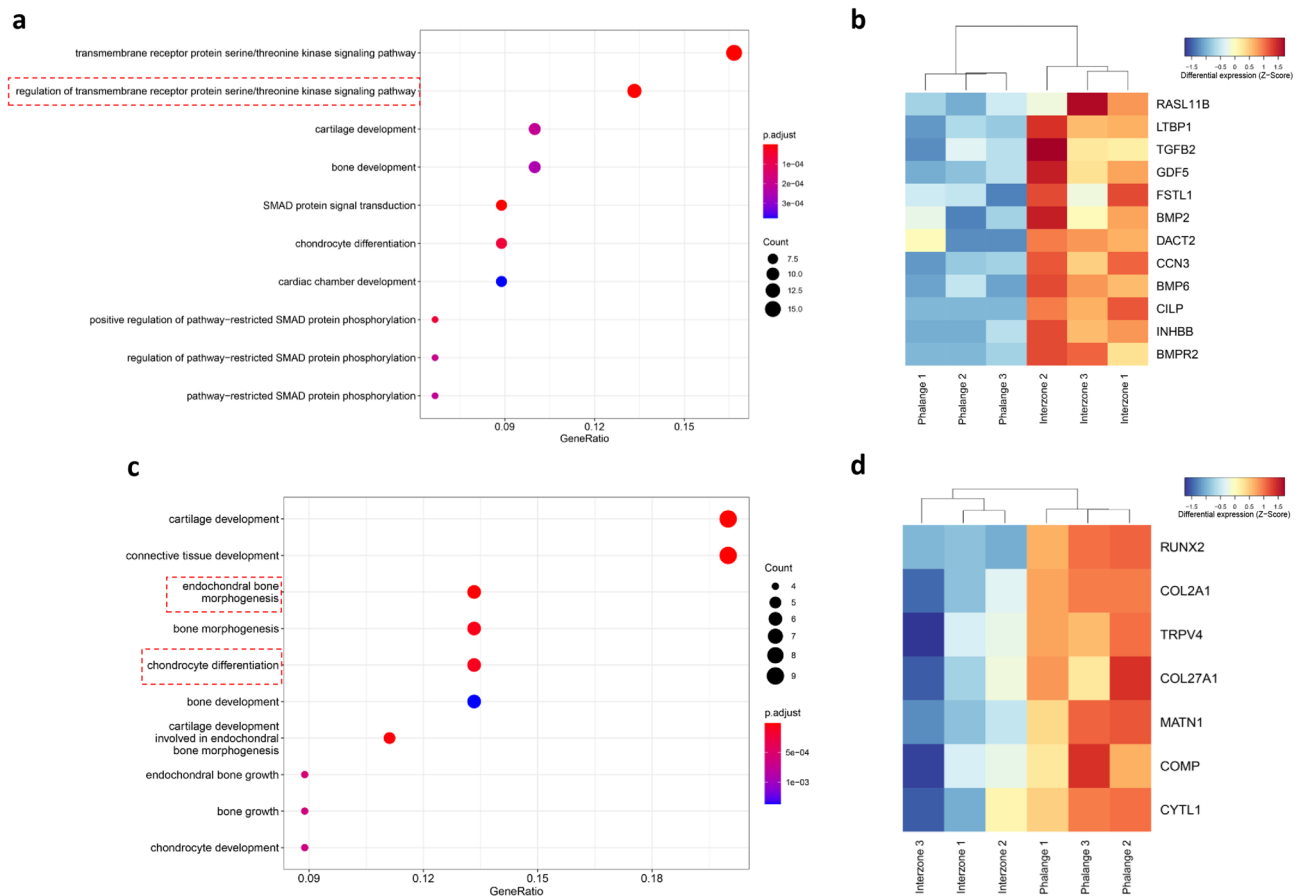 a
transmembrane receptor protein serine/threonine kinase signaling pathway
regulation of transmembrane receptor protein serine/threonine kinase signaling pathway
cartilage development
bone development
SMAD protein signal transduction
chondrocyte differentiation
cardiac chamber development
positive regulation of pathway-restricted SMAD protein phosphorylation
regulation of pathway-restricted SMAD protein phosphorylation
pathway-restricted SMAD protein phosphorylation
0.09 0.12 0.15
GeneRatio
p.adjust
1e-04
2e-04
3e-04
Count
7.5
10.0
12.5
15.0
b
-1.5 -0.5 0 0.5 1 1.5
Differential expression (Z-Score)
RASL11B
LTBP1
TGFB2
GDF5
FSTL1
BMP2
DACT2
CCN3
BMP6
CILP
INHBB
BMPR2
Phalange 1
Phalange 2
Phalange 3
Interzone 2
Interzone 3
Interzone 1
c
cartilage development
connective tissue development
endochondral bone
morphogenesis
bone morphogenesis
chondrocyte differentiation
bone development
cartilage development
involved in endochondral
bone morphogenesis
endochondral bone growth
bone growth
chondrocyte development
0.09 0.12 0.15 0.18
GeneRatio
Count
4
5
6
7
8
9
p.adjust
5e-04
1e-03
d
-1.5 -0.5 0 0.5 1 1.5
Differential expression (Z-Score)
RUNX2
COL2A1
TRPV4
COL27A1
MATN1
COMP
CYTL1
Interzone 3
Interzone 1
Interzone 2
Phalange 1
Phalange 3
Phalange 2